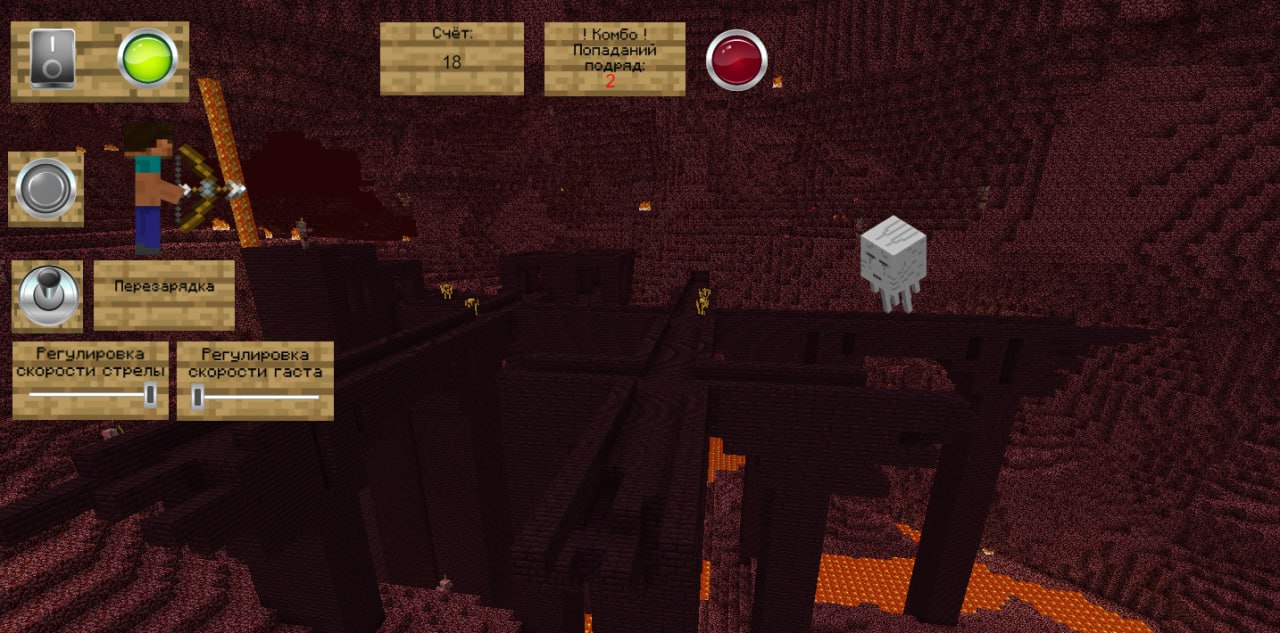 Счёт:
18
! Комбо !
Попаданий
подряд:
2
Перезарядка
Регулировка
скорости стрелы
Регулировка
скорости гаста